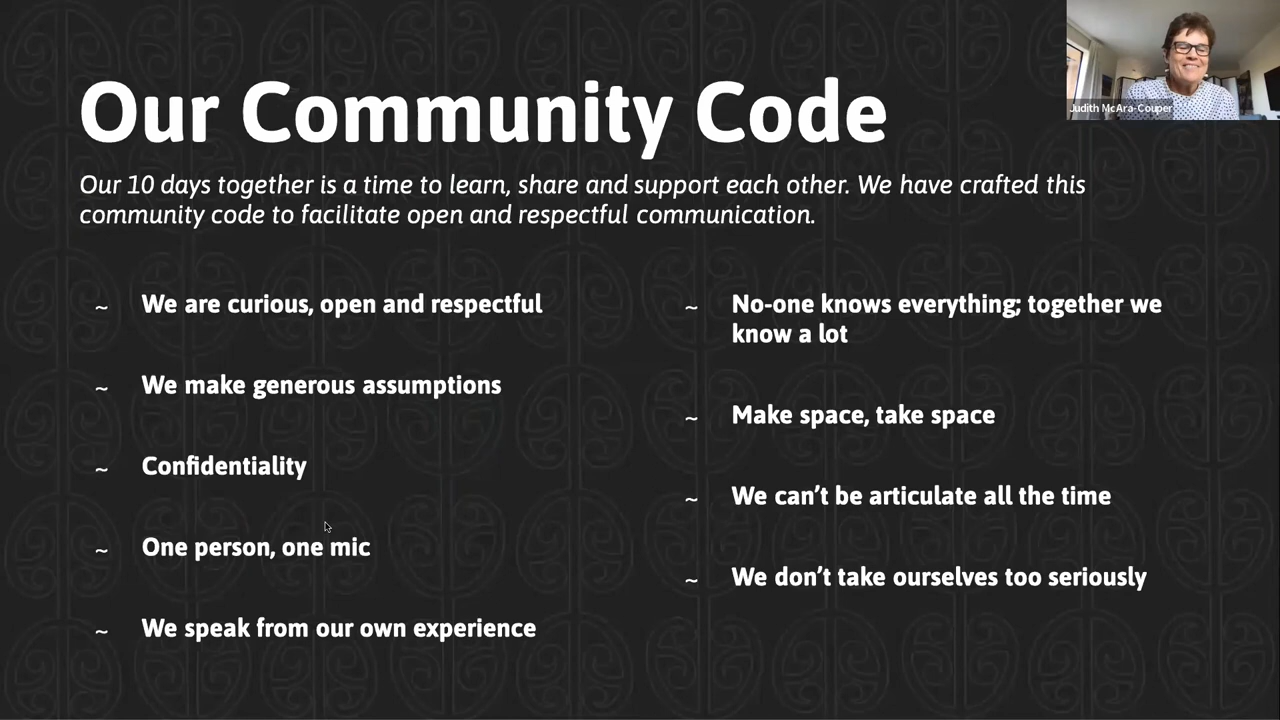 Our Community Code
Judith McAra-Couper
Our 10 days together is a time to learn, share and support each other. We have crafted this
community code to facilitate open and respectful communication.
~ We are curious, open and respectful
~ We make generous assumptions
~ Confidentiality
~ One person, one mic
~ We speak from our own experience
~ No-one knows everything; together we
know a lot
~ Make space, take space
~ We can’t be articulate all the time
~ We don’t take ourselves too seriously